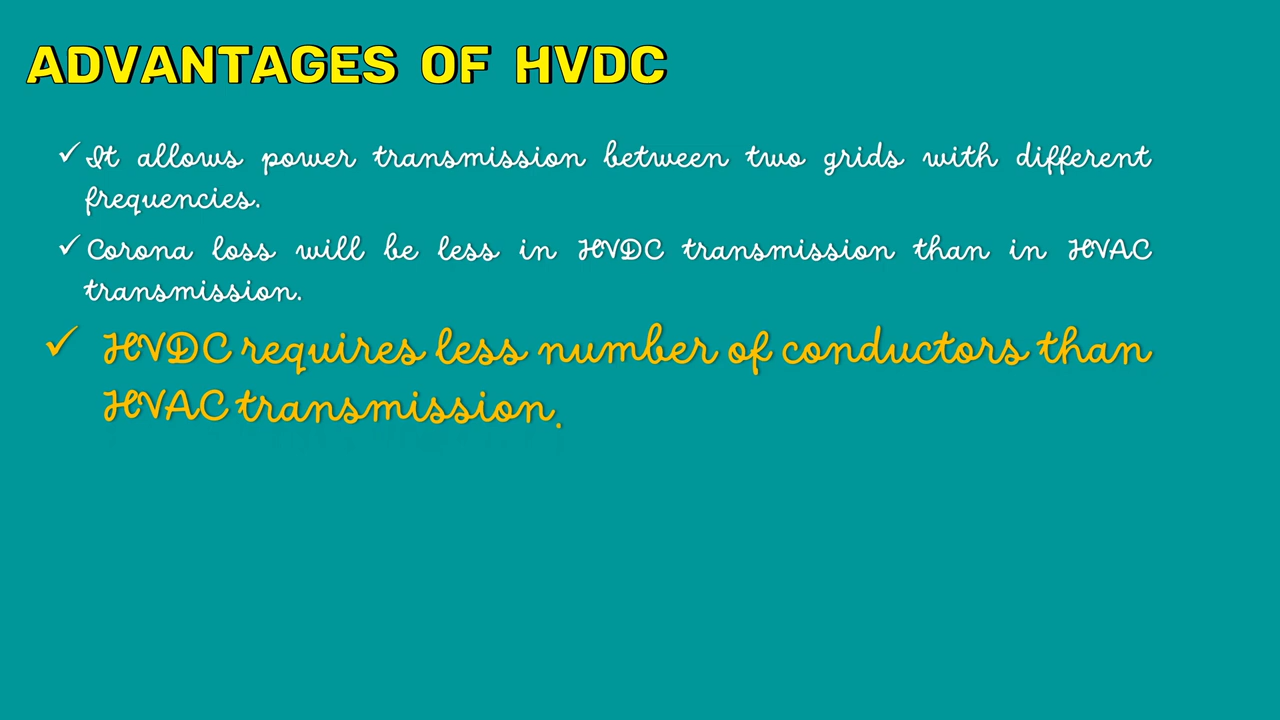 ADVANTAGES OF HVDC
✓ It allows power transmission between two grids with different
frequencies.
✓ Corona loss will be less in HVDC transmission than in HVAC
transmission.
✓ HVDC requires less number of conductors than
HVAC transmission.